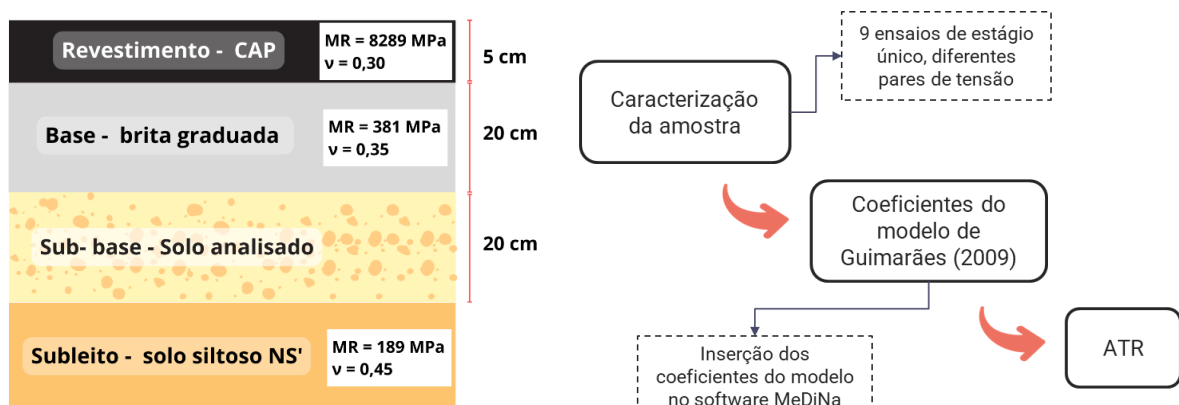 Revestimento - CAP
MR = 8289 MPa
ν = 0,30
5 cm
Base - brita graduada
MR = 381 MPa
ν = 0,35
20 cm
Sub- base - Solo analisado
20 cm
Subleito - solo siltoso NS'
MR = 189 MPa
ν = 0,45
Caracterização
da amostra
9 ensaios de estágio
único, diferentes
pares de tensão
Coeficientes do
modelo de
Guimarães (2009)
Inserção dos
coeficientes do modelo
no software MeDiNa
ATR